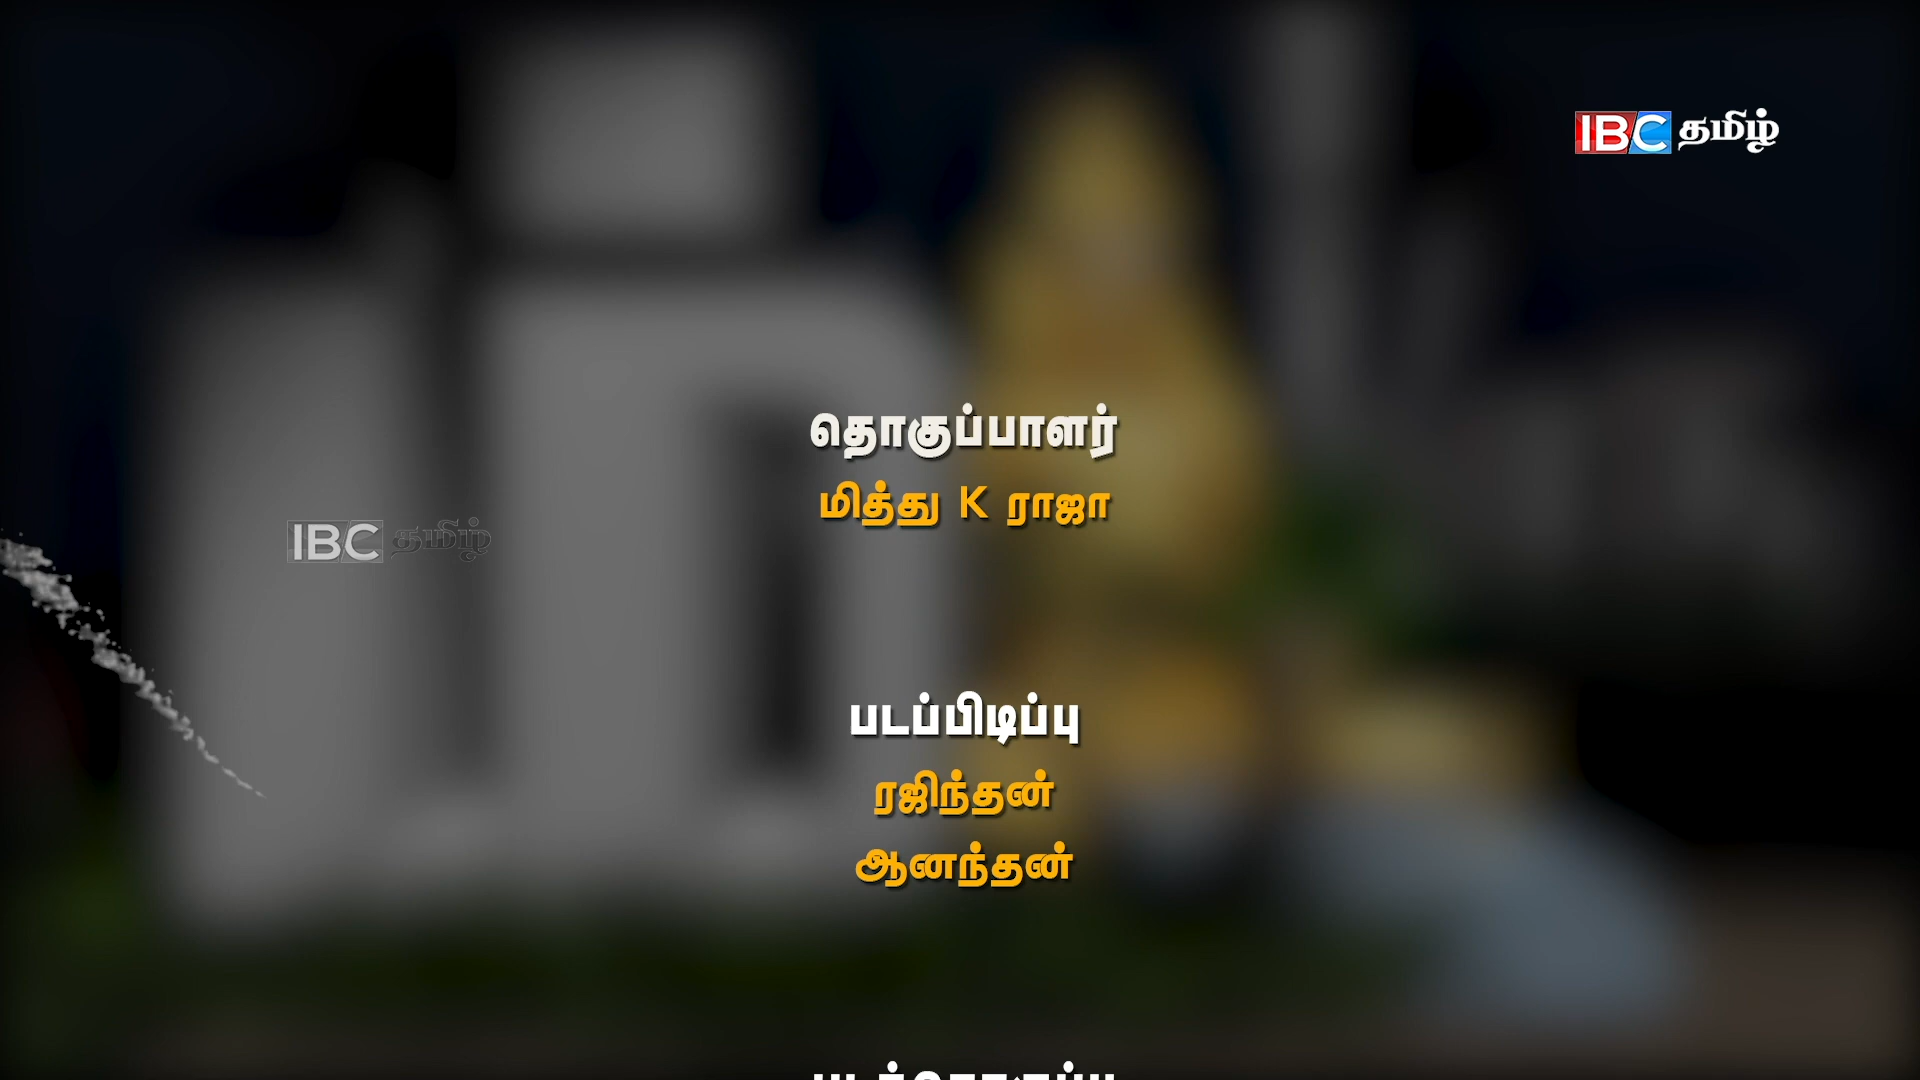 IBC தமிழ்
தொகுப்பாளர்
மித்து K ராஜா
IBC தமிழ்
படப்பிடிப்பு
ரஜிந்தன்
ஆனந்தன்